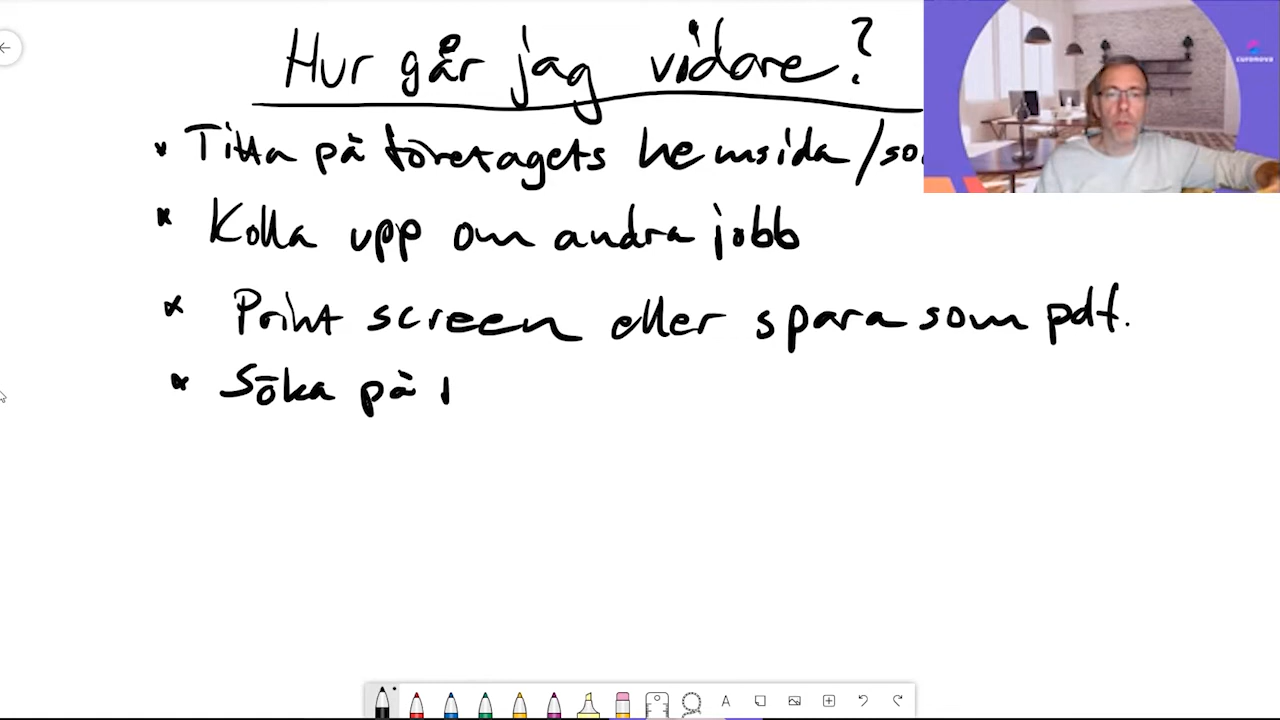 Hur går jag vidare?
* Titta på företagets hemsida/so
* Kolla upp om andra jobb
* Print screen eller spara som pdf.
* Söka på
euronova
A